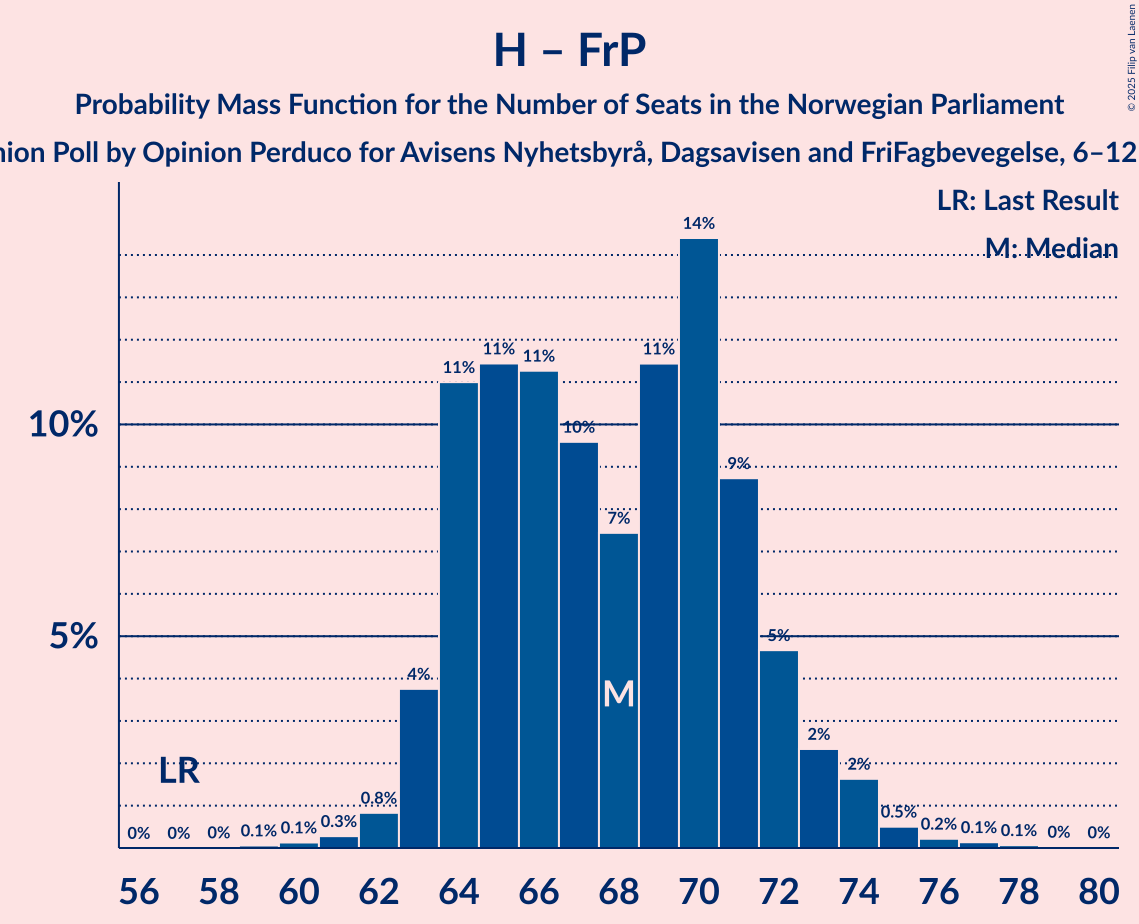 H – FrP
Probability Mass Function for the Number of Seats in the Norwegian Parliament
Poll by Opinion Perduco for Avisens Nyhetsbyrå, Dagsavisen and FriFagbevegelse, 6–12
© 2025 Filip van Laenen
LR: Last Result
M: Median
14%
11% 11% 11% 10% 7% 11% 9%
10%
5%
5%
4%
M
LR
2% 2%
0% 0% 0% 0.1% 0.1% 0.3% 0.8% 0.5% 0.2% 0.1% 0.1% 0% 0%
56 58 60 62 64 66 68 70 72 74 76 78 80